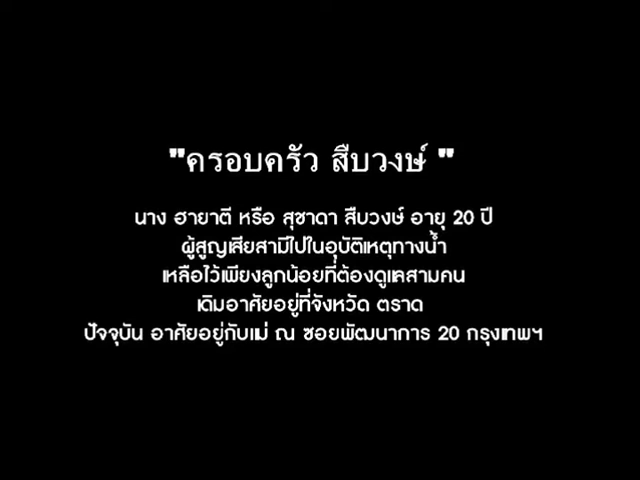 "ครอบครัว สืบวงษ์ "
นาง ฮายาตี หรือ สุชาดา สืบวงษ์ อายุ 20 ปี
ผู้สูญเสียสามีไปในอุบัติเหตุทางน้ำ
เหลือไว้เพียงลูกน้อยที่ต้องดูแลสามคน
เดิมอาศัยอยู่ที่จังหวัด ตราด
ปัจจุบัน อาศัยอยู่กับแม่ ณ ซอยพัฒนาการ 20 กรุงเทพฯ